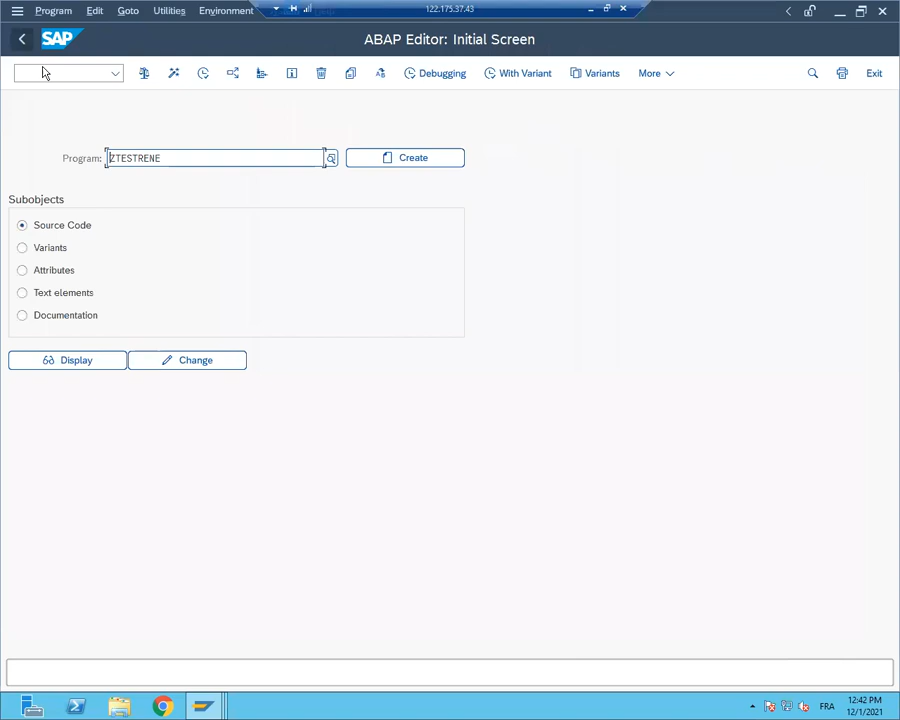 Program Edit Goto Utilities Environment 122.175.37.43
SAP ABAP Editor: Initial Screen
Debugging With Variant Variants More Exit
Program: ZTESTRENE Create
Subobjects
Source Code
Variants
Attributes
Text elements
Documentation
Display Change
12:42 PM
FRA
12/1/2021